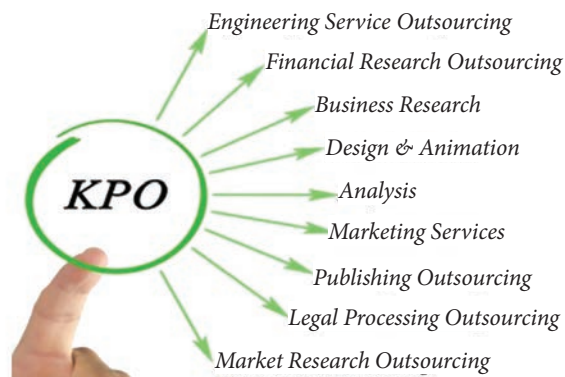 Engineering Service Outsourcing
Financial Research Outsourcing
Business Research
Design & Animation
KPO
Analysis
Marketing Services
Publishing Outsourcing
Legal Processing Outsourcing
Market Research Outsourcing